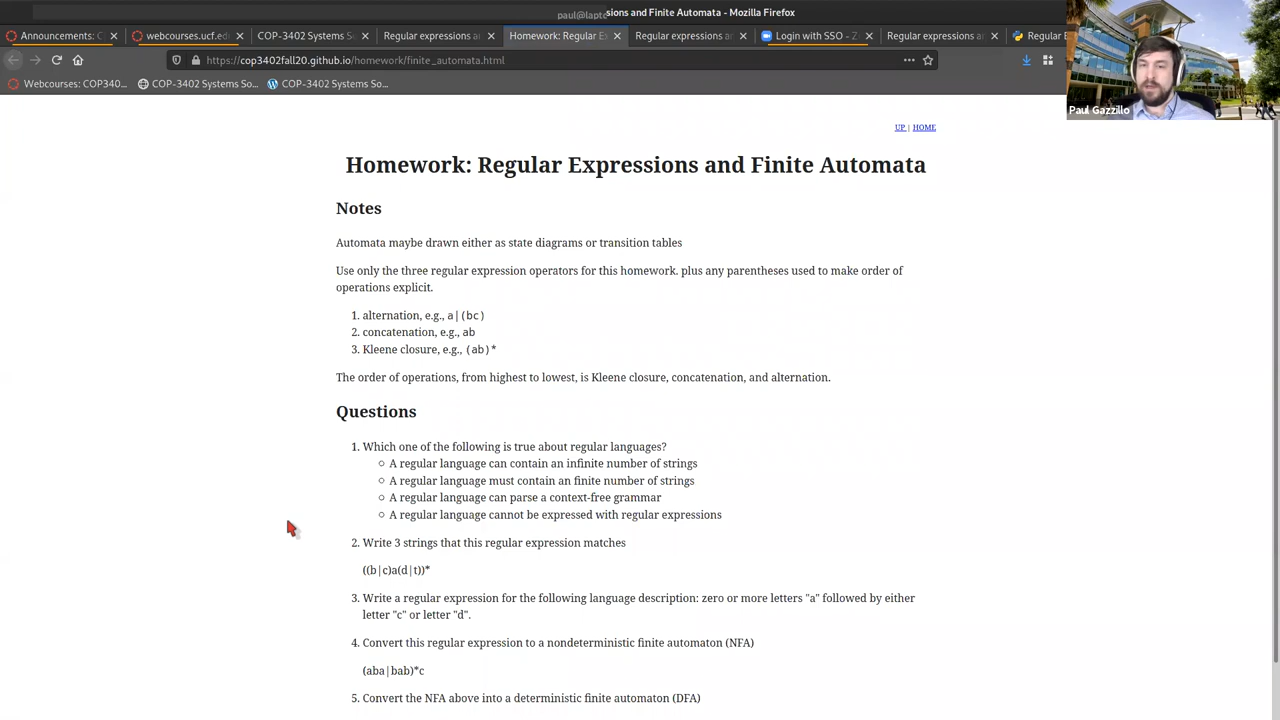 paul@lapto
sions and Finite Automata - Mozilla Firefox
Announcements: C
webcourses.ucf.ed
COP-3402 Systems S
Regular expressions a
Homework: Regular E
Regular expressions ar
Login with SSO - Z
Regular expressions an
Regular E
https://cop3402fall20.github.io/homework/finite_automata.html
Webcourses: COP340...
COP-3402 Systems So...
COP-3402 Systems So...
Paul Gazzillo
UP | HOME
Homework: Regular Expressions and Finite Automata
Notes
Automata maybe drawn either as state diagrams or transition tables
Use only the three regular expression operators for this homework. plus any parentheses used to make order of
operations explicit.
1. alternation, e.g., a|(bc)
2. concatenation, e.g., ab
3. Kleene closure, e.g., (ab)*
The order of operations, from highest to lowest, is Kleene closure, concatenation, and alternation.
Questions
1. Which one of the following is true about regular languages?
○ A regular language can contain an infinite number of strings
○ A regular language must contain an finite number of strings
○ A regular language can parse a context-free grammar
○ A regular language cannot be expressed with regular expressions
2. Write 3 strings that this regular expression matches
((b|c)a(d|t))*
3. Write a regular expression for the following language description: zero or more letters "a" followed by either
letter "c" or letter "d".
4. Convert this regular expression to a nondeterministic finite automaton (NFA)
(aba|bab)*c
5. Convert the NFA above into a deterministic finite automaton (DFA)